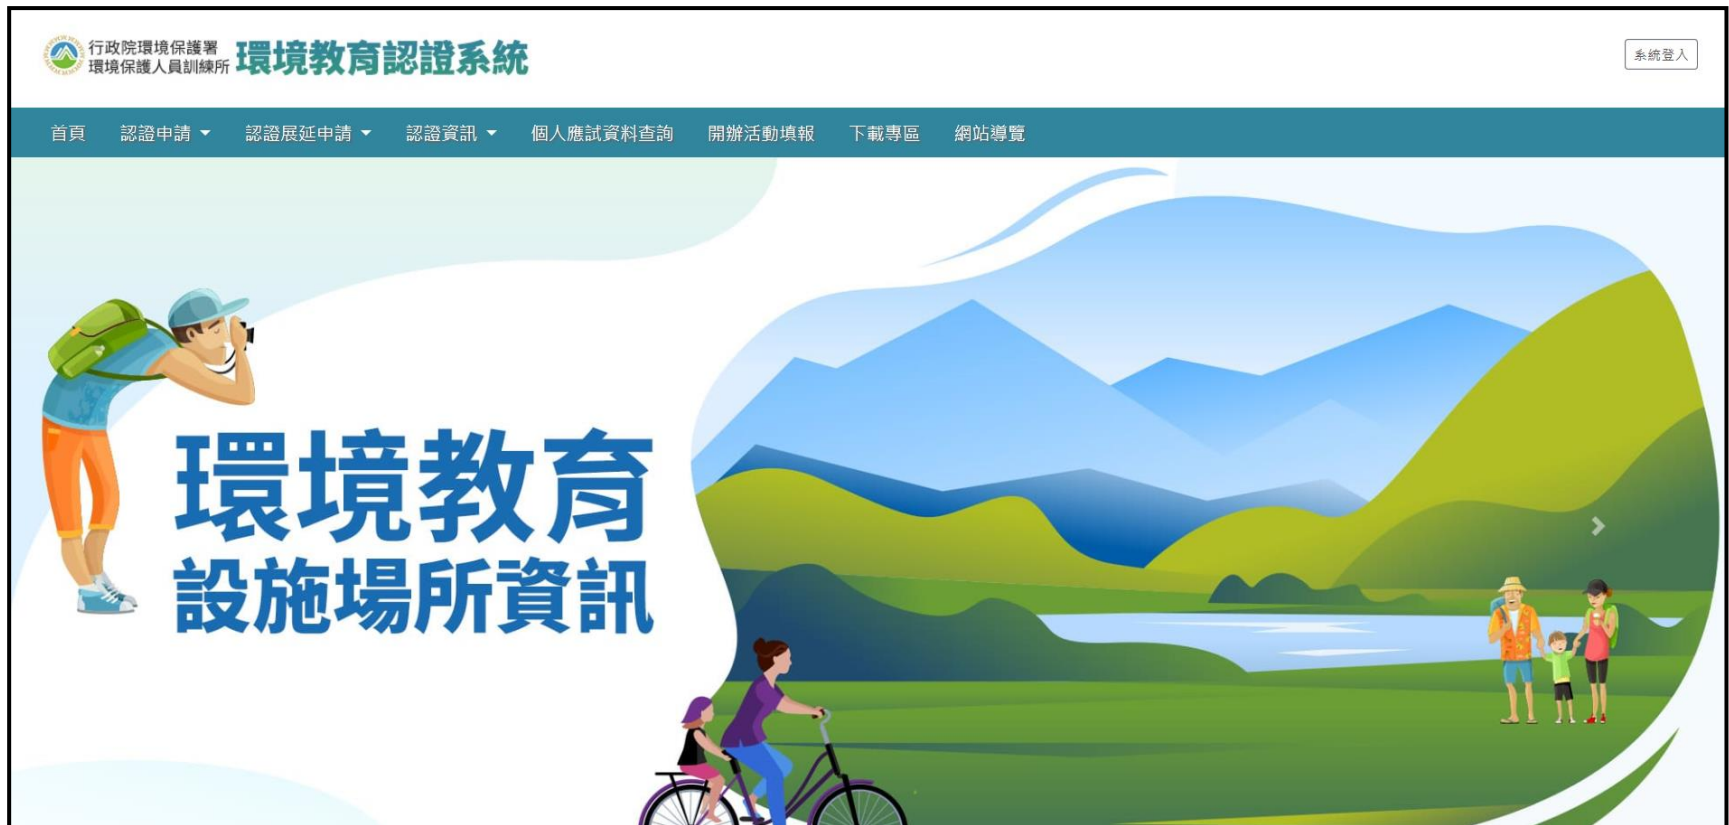 行政院環境保護署
環境保護人員訓練所
環境教育認證系統
系統登入
首頁 認證申請 認證展延申請 認證資訊 個人應試資料查詢 開辦活動填報 下載專區 網站導覽
環境教育
設施場所資訊